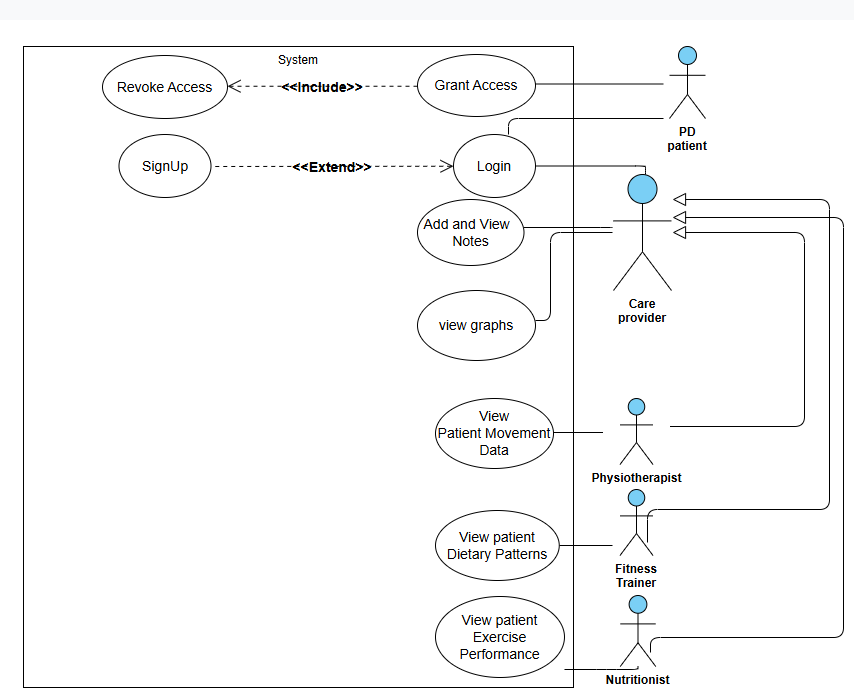 System
Revoke Access
<<Include>>
Grant Access
PD
patient
SignUp
<<Extend>>
Login
Add and View
Notes
Care
provider
view graphs
View
Patient Movement
Data
Physiotherapist
View patient
Dietary Patterns
Fitness
Trainer
View patient
Exercise
Performance
Nutritionist